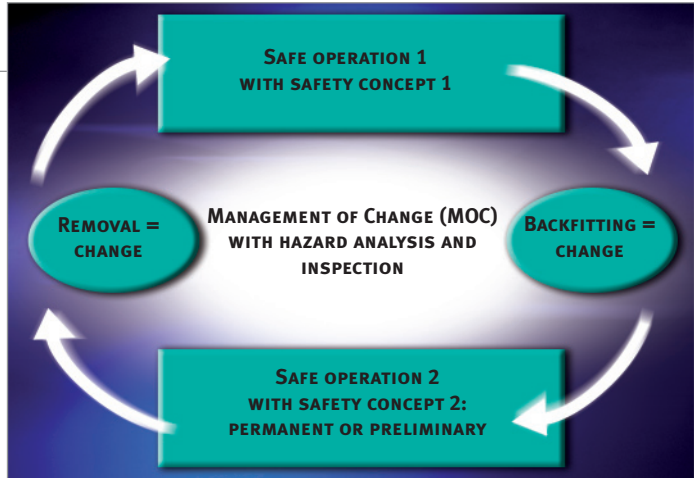 Safe operation 1
with safety concept 1
Removal =
change
Management of Change (MOC)
with hazard analysis and
inspection
Backfitting =
change
Safe operation 2
with safety concept 2:
permanent or preliminary